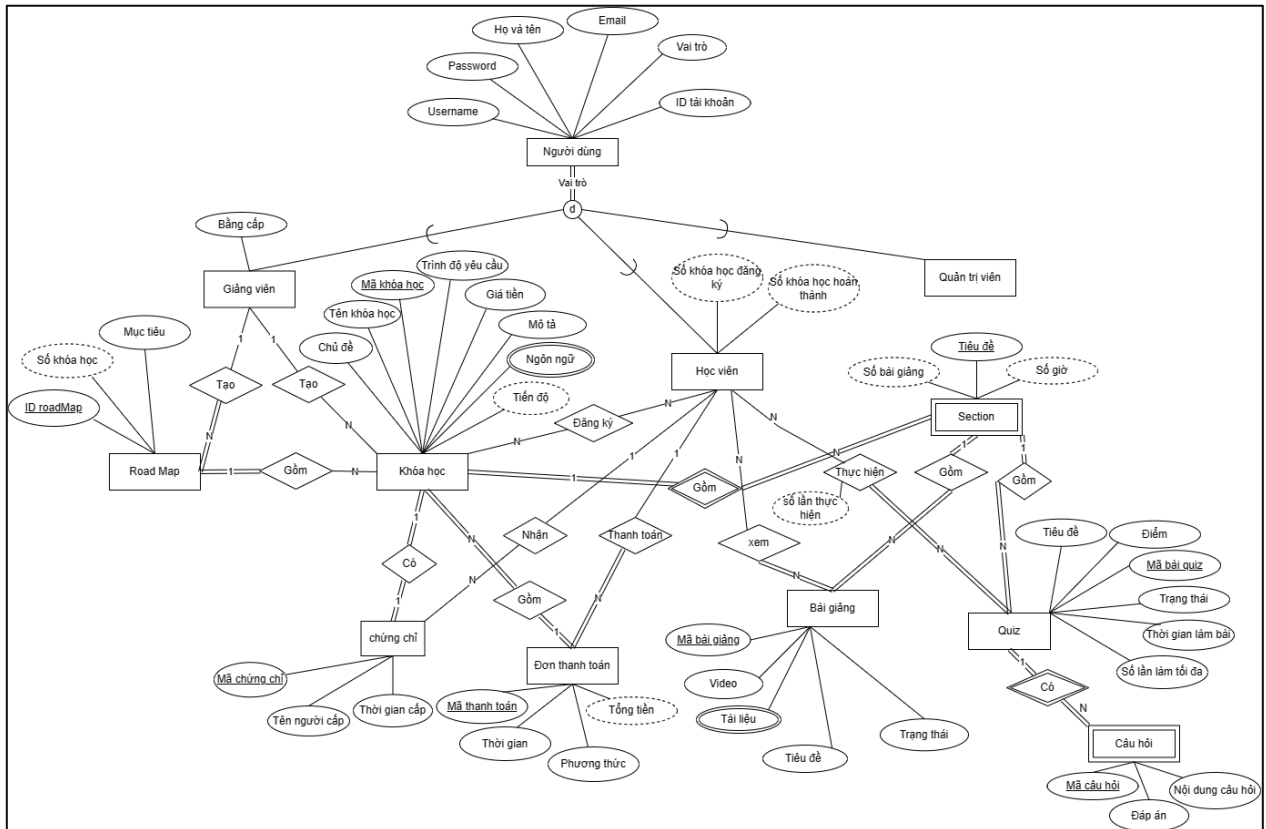 Email
Họ và tên
Vai trò
Password
ID tài khoản
Username
Người dùng
Vai trò
d
Bằng cấp
Giảng viên
Trình độ yêu cầu
Mã khóa học
Giá tiền
Tên khóa học
Mô tả
Chủ đề
Ngôn ngữ
Tiến độ
Mục tiêu
Số khóa học
ID roadMap
1
1
Tạo
Tạo
N
N
Road Map
1
Gồm
N
Khóa học
Số khóa học đăng
ký
Số khóa học hoàn
thành
Quản trị viên
Học viên
Tiêu đề
Số bài giảng
Số giờ
Section
N
Đăng ký
N
N
1
1
N
N
1
Gồm
N
Thực hiện
số lần thực
hiện
1
Gồm
1
Gồm
1
Có
1
N
Gồm
1
Nhận
N
Thanh toán
N
xem
N
N
N
N
chứng chỉ
Mã chứng chỉ
Tên người cấp
Thời gian cấp
Đơn thanh toán
Mã thanh toán
Tổng tiền
Thời gian
Phương thức
Bài giảng
Mã bài giảng
Video
Tài liệu
Tiêu đề
Trạng thái
Tiêu đề
Điểm
Mã bài quiz
Trạng thái
Thời gian làm bài
Số lần làm tối đa
Quiz
1
Có
N
Câu hỏi
Mã câu hỏi
Nội dung câu hỏi
Đáp án